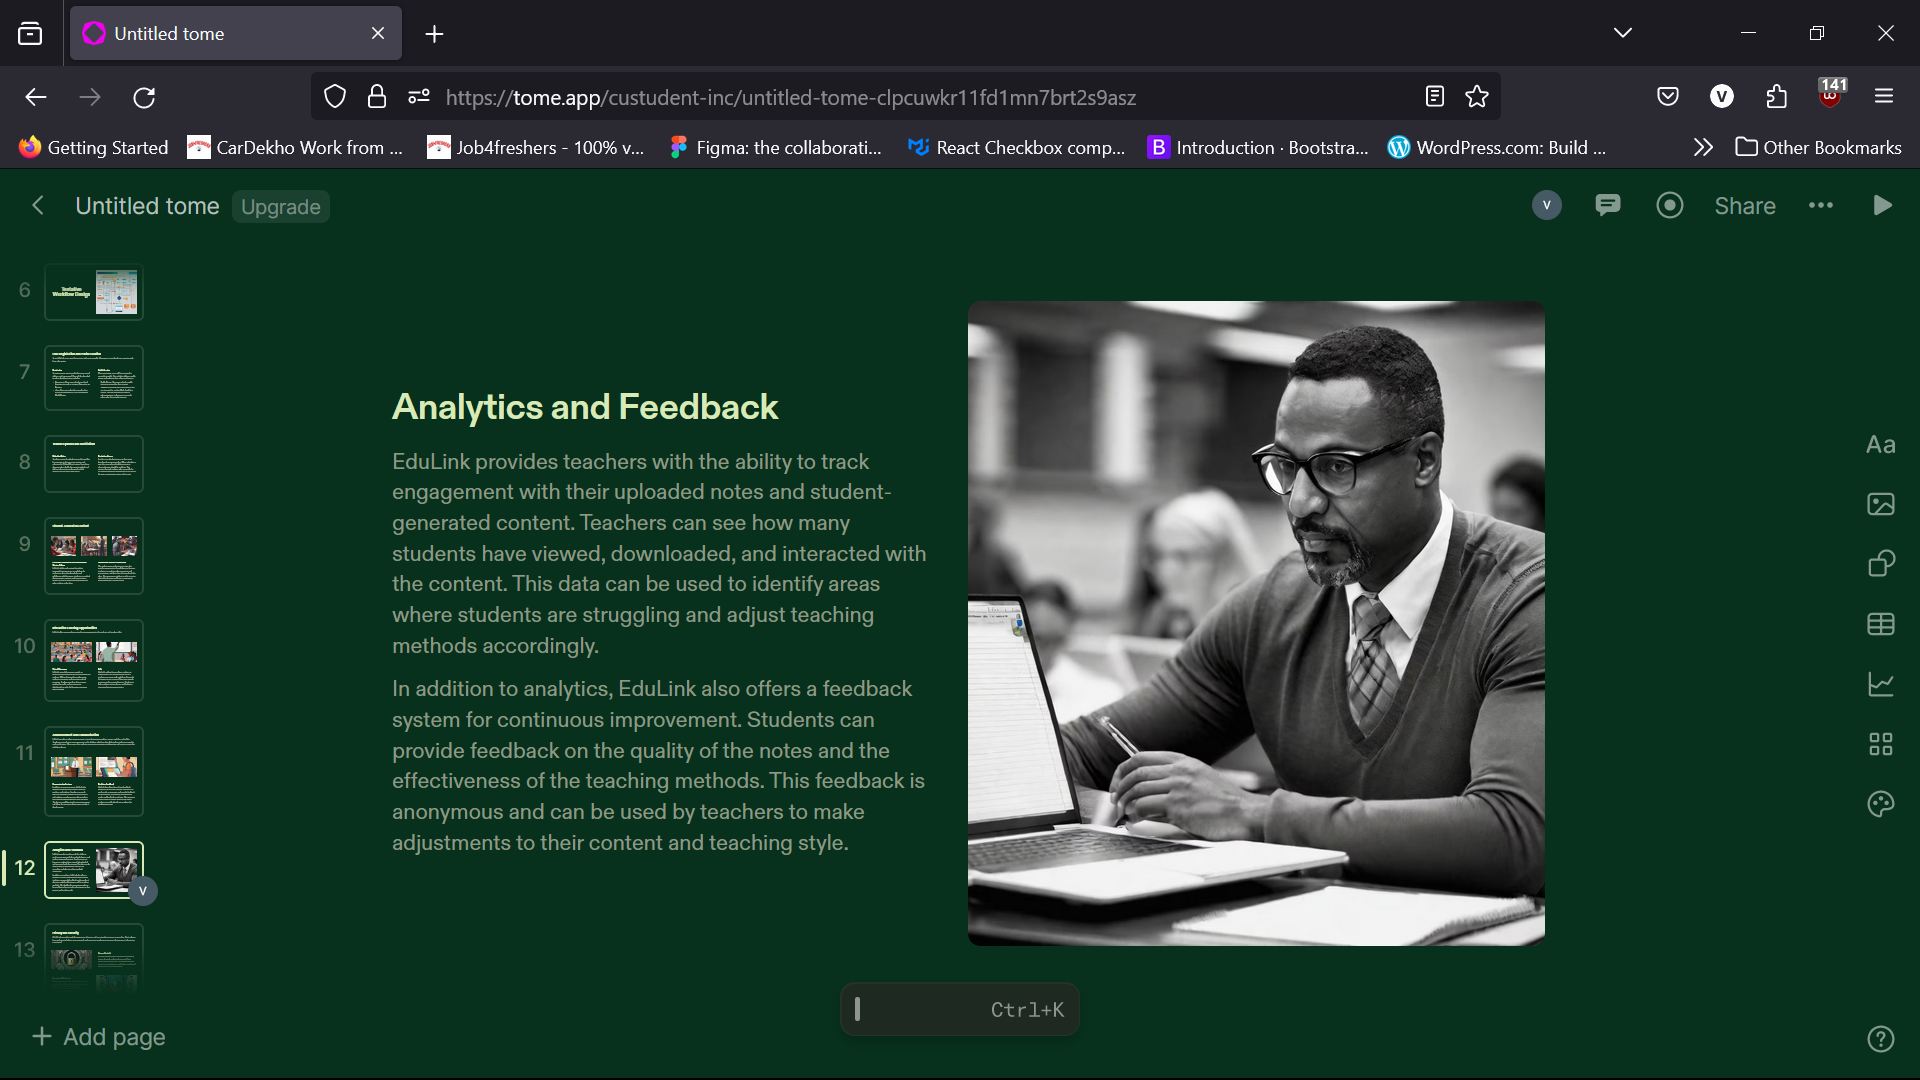 Untitled tome
https://tome.app/custudent-inc/untitled-tome-clpcuwkr11fd1mn7brt2s9asz
141
V
Getting Started
CarDekho Work from ...
Job4freshers - 100% v...
Figma: the collaborati...
React Checkbox comp...
B
Introduction · Bootstra...
WordPress.com: Build ...
Other Bookmarks
Untitled tome
Upgrade
V
Share
6
Tentative
Workflow Design
7
8
9
10
11
12
V
13
Add page
Analytics and Feedback
EduLink provides teachers with the ability to track
engagement with their uploaded notes and student-
generated content. Teachers can see how many
students have viewed, downloaded, and interacted with
the content. This data can be used to identify areas
where students are struggling and adjust teaching
methods accordingly.
In addition to analytics, EduLink also offers a feedback
system for continuous improvement. Students can
provide feedback on the quality of the notes and the
effectiveness of the teaching methods. This feedback is
anonymous and can be used by teachers to make
adjustments to their content and teaching style.
Aa
Ctrl+K
?